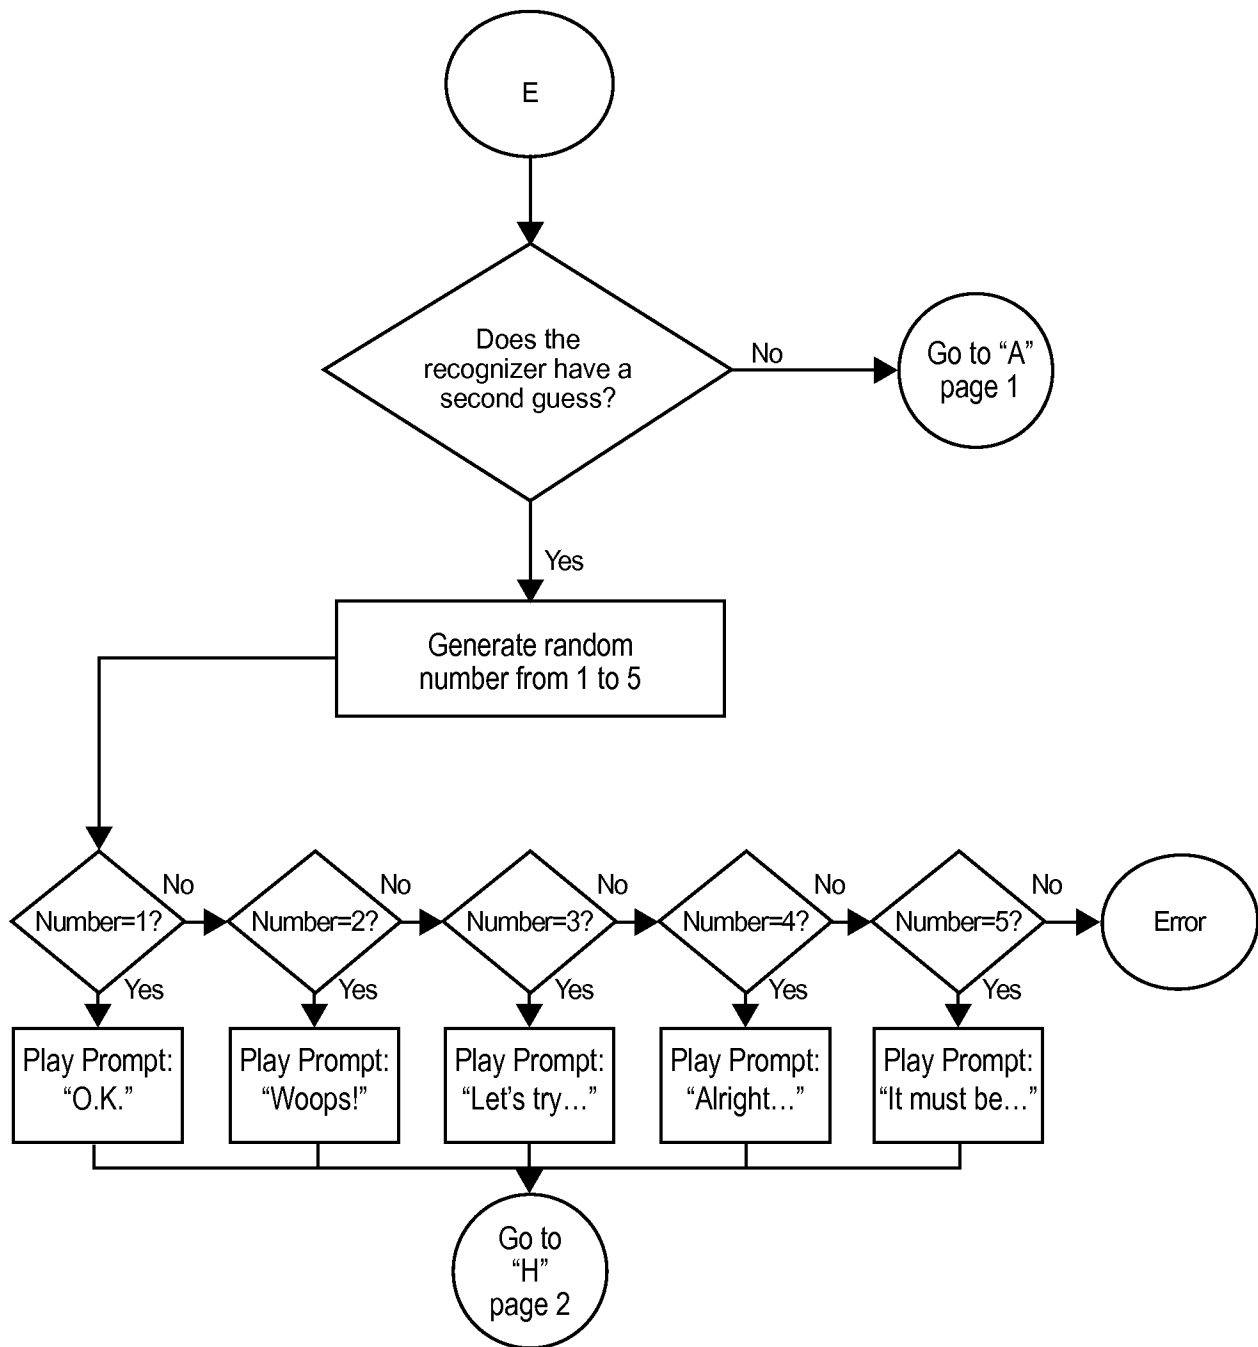 E
Does the
recognizer have a
second guess?
No
Go to “A”
page 1
Yes
Generate random
number from 1 to 5
Number=1?
No
Number=2?
No
Number=3?
No
Number=4?
No
Number=5?
No
Error
Yes
Yes
Yes
Yes
Yes
Play Prompt:
“O.K.”
Play Prompt:
“Woops!”
Play Prompt:
“Let’s try…”
Play Prompt:
“Alright…”
Play Prompt:
“It must be…”
Go to
“H”
page 2